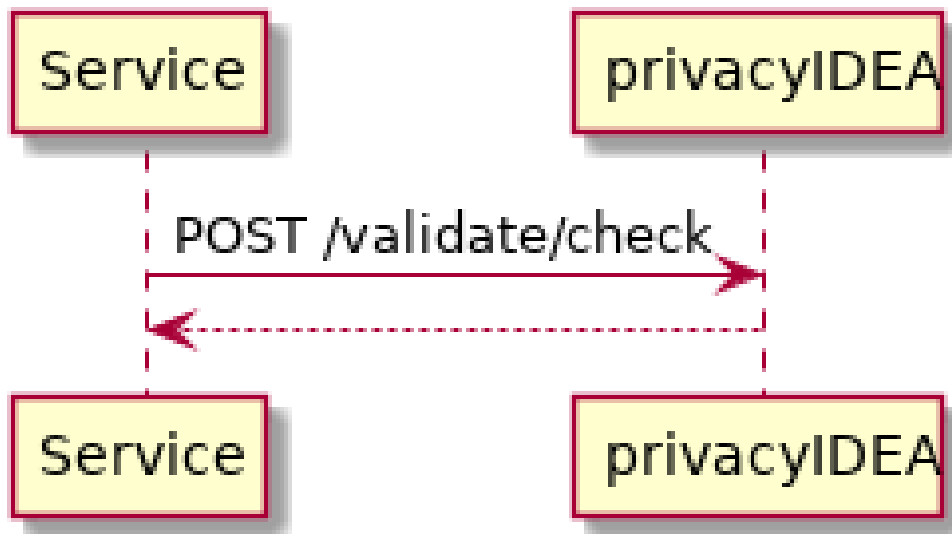 Service
privacyIDEA
POST /validate/check
Service
privacyIDEA